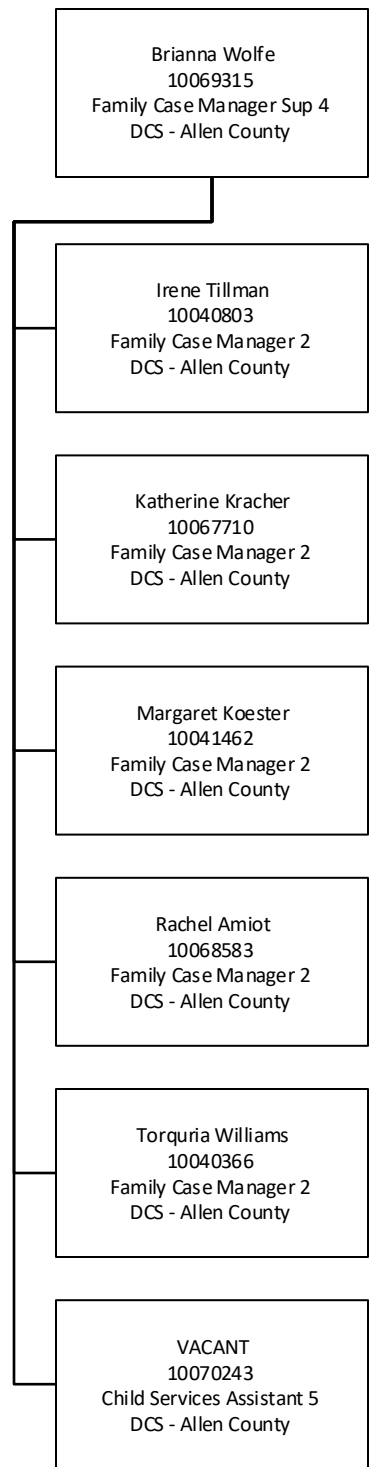 Brianna Wolfe
10069315
Family Case Manager Sup 4
DCS - Allen County
Irene Tillman
10040803
Family Case Manager 2
DCS - Allen County
Katherine Kracher
10067710
Family Case Manager 2
DCS - Allen County
Margaret Koester
10041462
Family Case Manager 2
DCS - Allen County
Rachel Amiot
10068583
Family Case Manager 2
DCS - Allen County
Torquria Williams
10040366
Family Case Manager 2
DCS - Allen County
VACANT
10070243
Child Services Assistant 5
DCS - Allen County